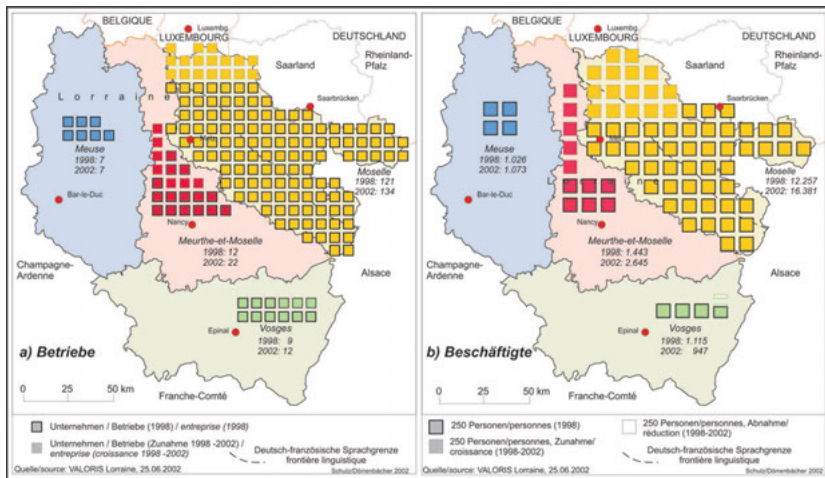 BELGIQUE
Luxembg.
LUXEMBOURG
DEUTSCHLAND
Rheinland-
Pfalz
Saarland
Lorraine
Saarbrücken
Metz
Meuse
1998: 7
2002: 7
Moselle
1998: 121
2002: 134
Bar-le-Duc
Nancy
Meurthe-et-Moselle
1998: 12
2002: 22
Champagne-
Ardenne
Alsace
Vosges
1998: 9
2002: 12
Epinal
a) Betriebe
0 25 50 km
Franche-Comté
Unternehmen / Betriebe (1998) / entreprise (1998)
Unternehmen / Betriebe (Zunahme 1998 -2002) /
entreprise (croissance 1998 -2002)
Deutsch-französische Sprachgrenze
frontière linguistique
Quelle/source: VALORIS Lorraine, 25.06.2002
Schulz/Dörrenbächer 2002
BELGIQUE
Luxembg.
LUXEMBOURG
DEUTSCHLAND
Rheinland-
Pfalz
Saarland
Saarbrücken
Meuse
1998: 1.026
2002: 1.073
Moselle
1998: 12.257
2002: 16.381
Bar-le-Duc
Nancy
Meurthe-et-Moselle
1998: 1.443
2002: 2.645
Champagne-
Ardenne
Alsace
Epinal
Vosges
1998: 1.115
2002: 947
b) Beschäftigte
0 25 50 km
Franche-Comté
250 Personen/personnes (1998)
250 Personen/personnes, Zunahme/
croissance (1998-2002)
250 Personen/personnes, Abnahme/
réduction (1998-2002)
Deutsch-französische Sprachgrenze
frontière linguistique
Quelle/source: VALORIS Lorraine, 25.06.2002
Schulz/Dörrenbächer 2002